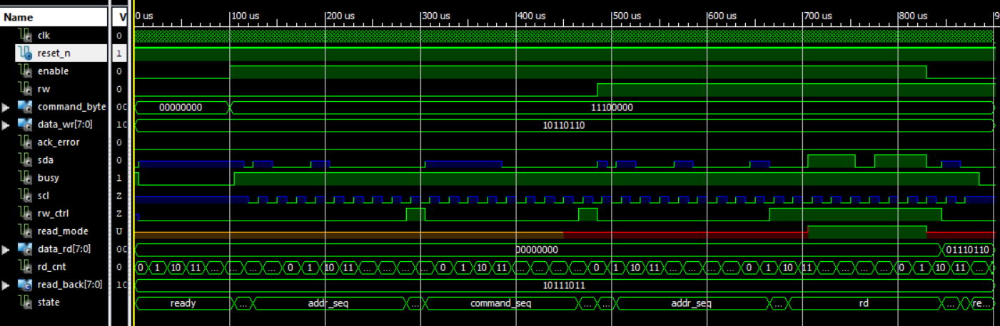 Name V 0 us 100 us 200 us 300 us 400 us 500 us 600 us 700 us 800 us 9
clk 0
reset_n 1
enable 0
rw 0
command_byte 00 00000000 11100000
data_wr[7:0] 10 10110110
ack_error 0
sda 0
busy 1
scl Z
rw_ctrl Z
read_mode U
data_rd[7:0] 00 00000000 01110110
rd_cnt 0 0 1 10 11 ... ... ... ... 0 1 10 11 ... ... ... ... 0 1 10 11 ... ... ... ... 0 1 10 11 ... ... ... ... 0 1 10 11 ... ... ... ... 0 1 10 11 ...
read_back[7:0] 10 10111011
state ready ... addr_seq ... command_seq ... ... addr_seq ... rd ... re...